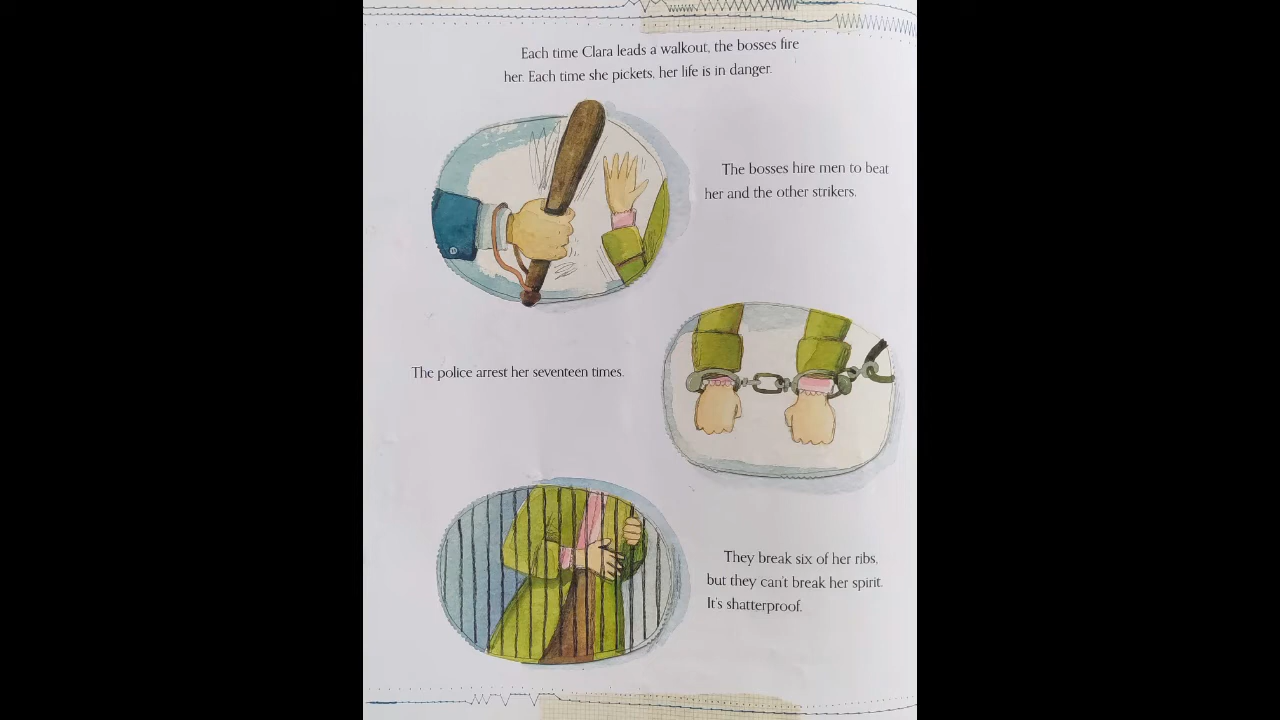 Each time Clara leads a walkout, the bosses fire
her. Each time she pickets, her life is in danger.
The bosses hire men to beat
her and the other strikers.
The police arrest her seventeen times.
They break six of her ribs,
but they can't break her spirit.
It's shatterproof.